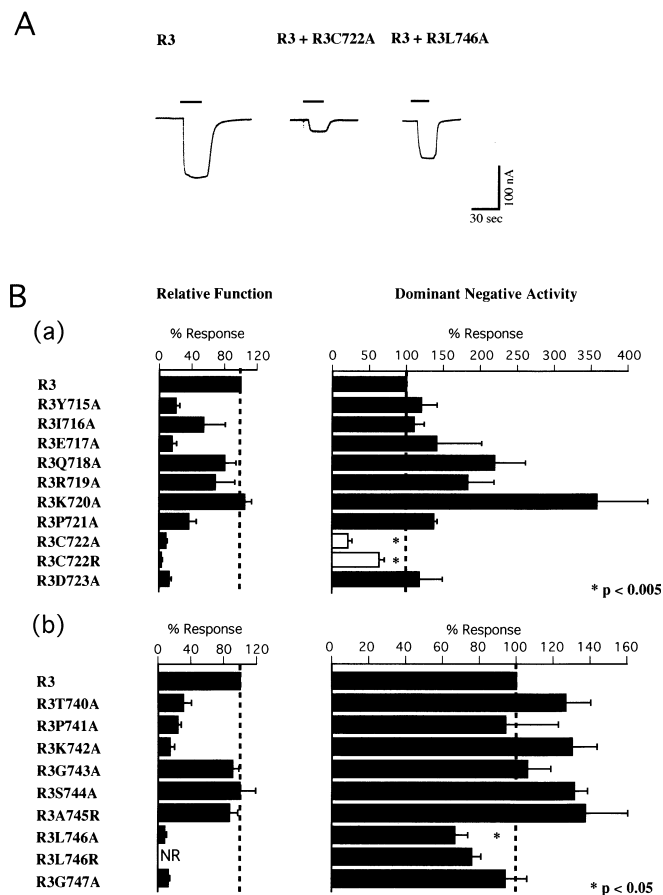 A
R3 R3 + R3C722A R3 + R3L746A
100 nA
30 sec
B
Relative Function Dominant Negative Activity
(a)
% Response % Response
0 40 80 120 0 50 100 150 200 250 300 350 400
R3
R3Y715A
R3I716A
R3E717A
R3Q718A
R3R719A
R3K720A
R3P721A
R3C722A *
R3C722R *
R3D723A
* p < 0.005
(b)
% Response % Response
0 40 80 120 0 20 40 60 80 100 120 140 160
R3
R3T740A
R3P741A
R3K742A
R3G743A
R3S744A
R3A745R
R3L746A *
R3L746R NR
R3G747A
* p < 0.05